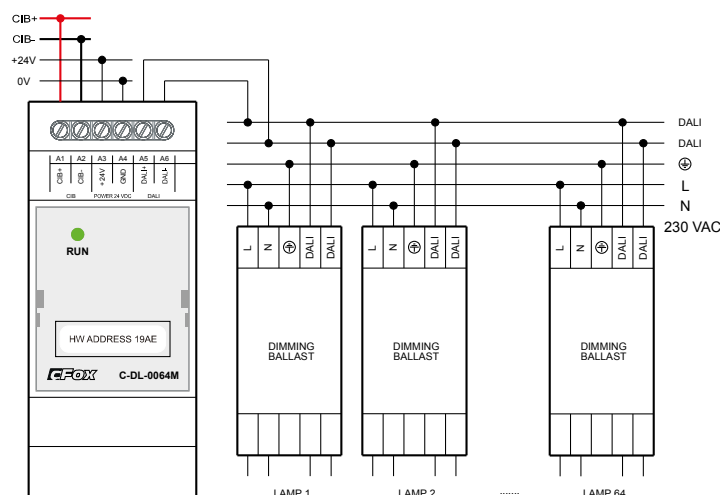 CIB+
CIB-
+24V
0V
A1 A2 A3 A4 A5 A6
CIB+ CIB- +24V GND DALI+ DALI-
CIB POWER 24 VDC DALI
RUN
HW ADDRESS 19AE
CFOX C-DL-0064M
DALI
DALI
L
N
230 VAC
L N DALI DALI
DIMMING
BALLAST
LAMP 1
L N DALI DALI
DIMMING
BALLAST
LAMP 2
........
L N DALI DALI
DIMMING
BALLAST
LAMP 64